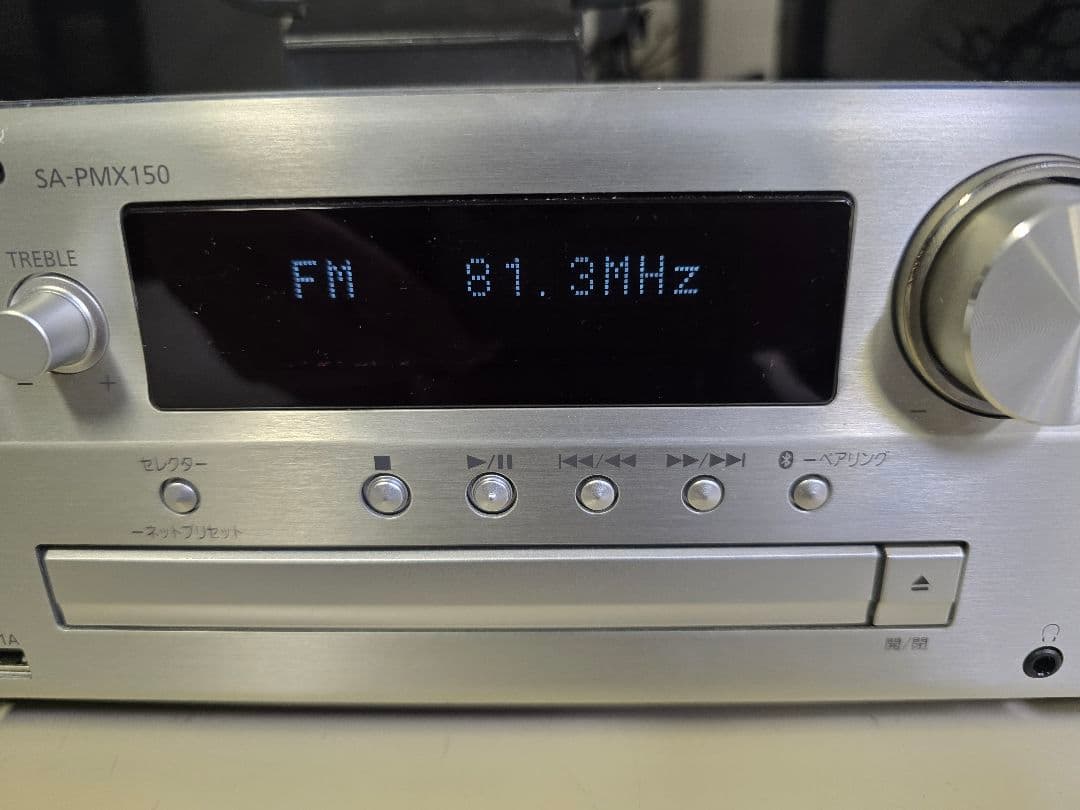 SA-PMX150
TREBLE
FM 81.3MHz
− +
−
セレクター
■ ▶/❚❚ |◀◀/◀◀ ▶▶/▶▶| ーペアリング
ーネットプリセット
1A
開/閉